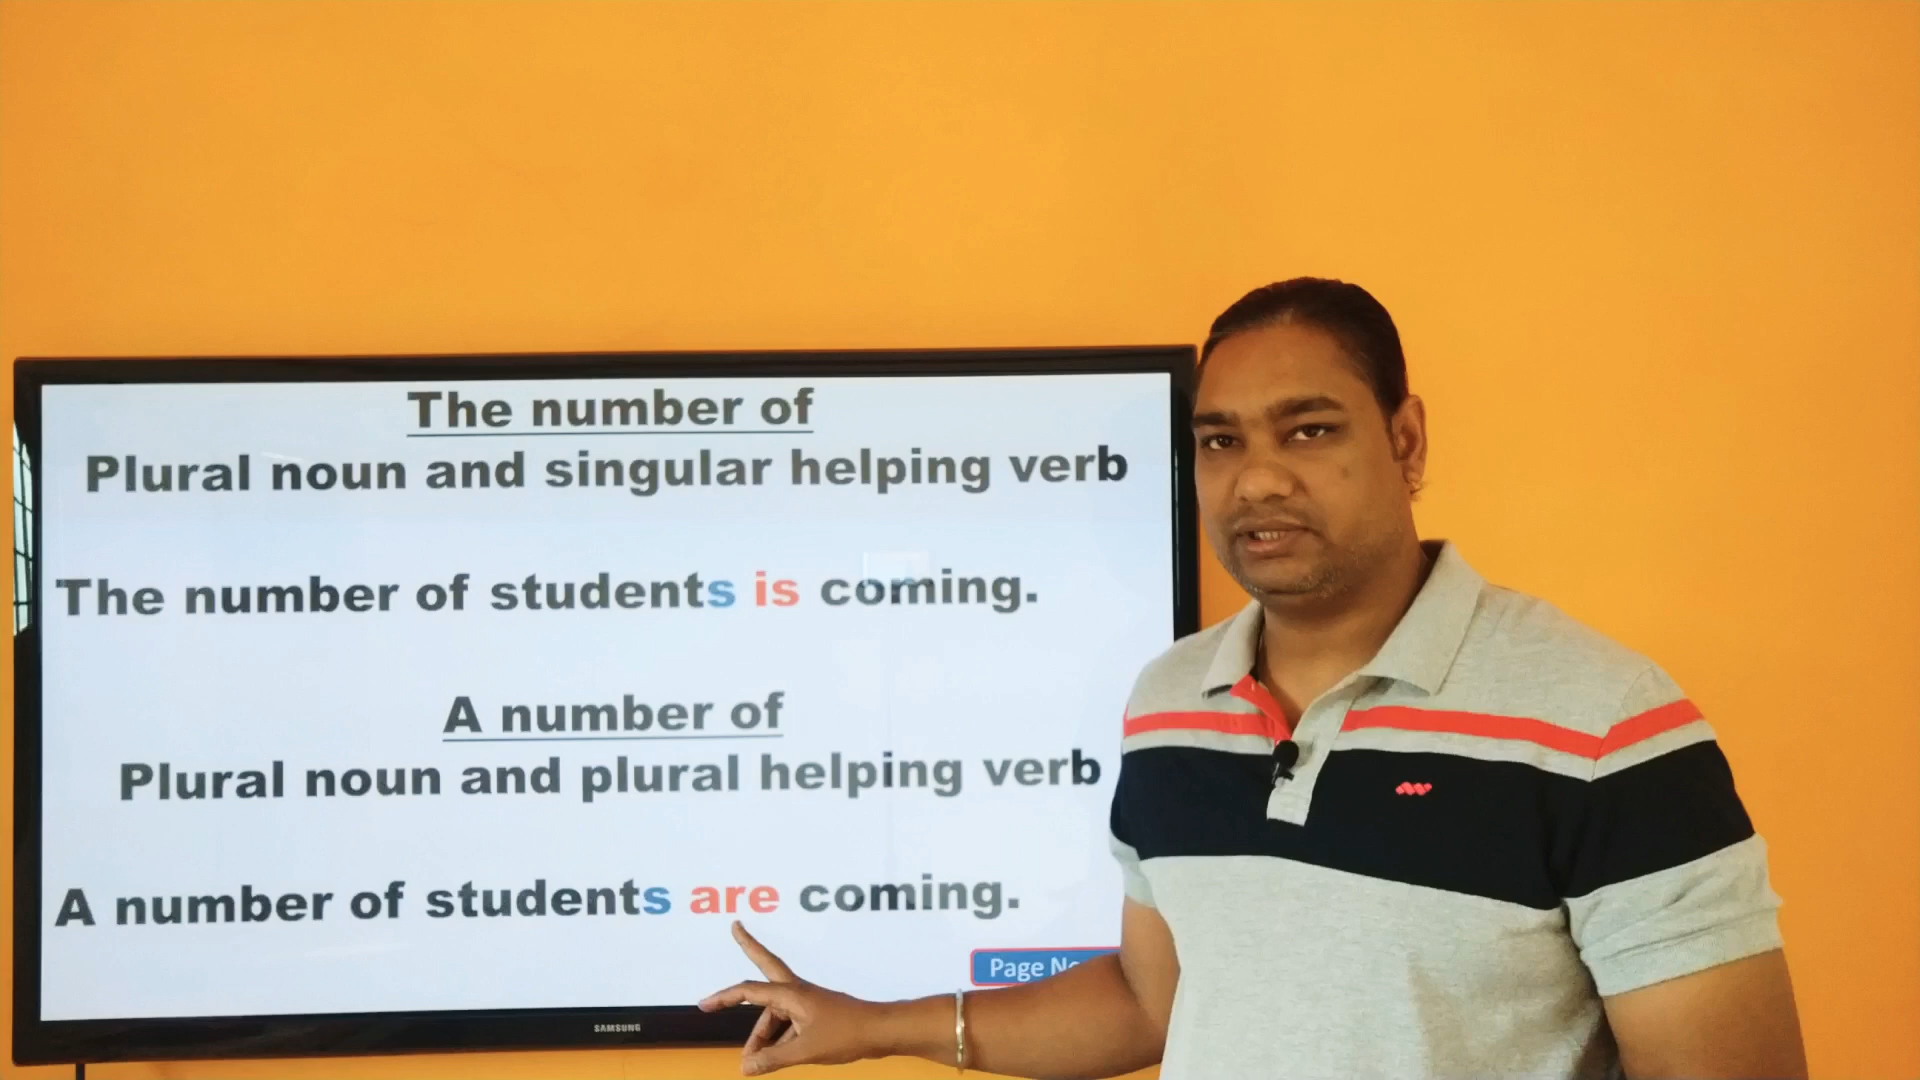 The number of
Plural noun and singular helping verb
The number of students is coming.
A number of
Plural noun and plural helping verb
A number of students are coming.
Page
SAMSUNG